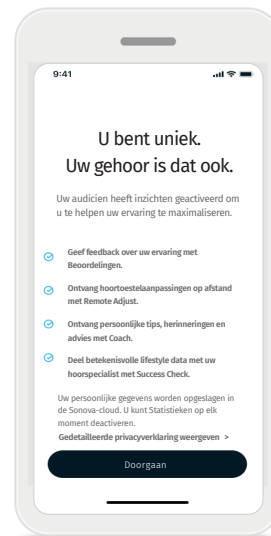 9:41
U bent uniek.
Uw gehoor is dat ook.
Uw audicien heeft inzichten geactiveerd om
u te helpen uw ervaring te maximaliseren.
Geef feedback over uw ervaring met
Beoordelingen.
Ontvang hoortoestelaanpassingen op afstand
met Remote Adjust.
Ontvang persoonlijke tips, herinneringen en
advies met Coach.
Deel betekenisvolle lifestyle data met uw
hoorspecialist met Success Check.
Uw persoonlijke gegevens worden opgeslagen in
de Sonova-cloud. U kunt Statistieken op elk
moment deactiveren.
Gedetailleerde privacyverklaring weergeven >
Doorgaan